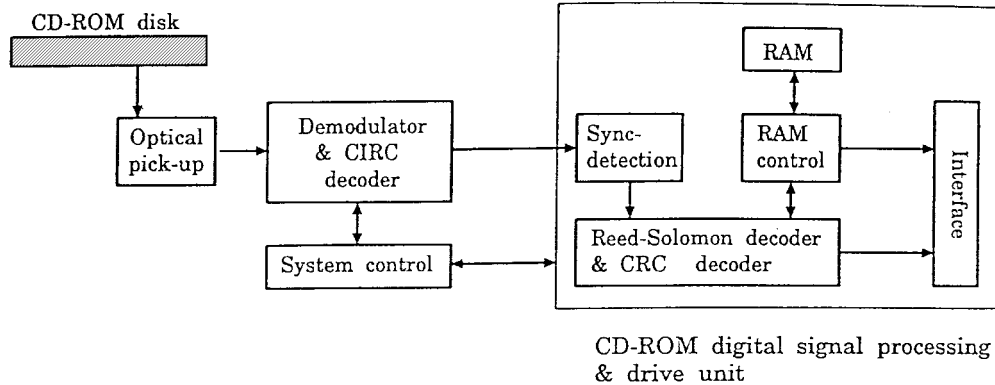 CD-ROM disk
Optical
pick-up
Demodulator
& CIRC
decoder
System control
Sync-
detection
RAM
RAM
control
Reed-Solomon decoder
& CRC decoder
Interface
CD-ROM digital signal processing
& drive unit